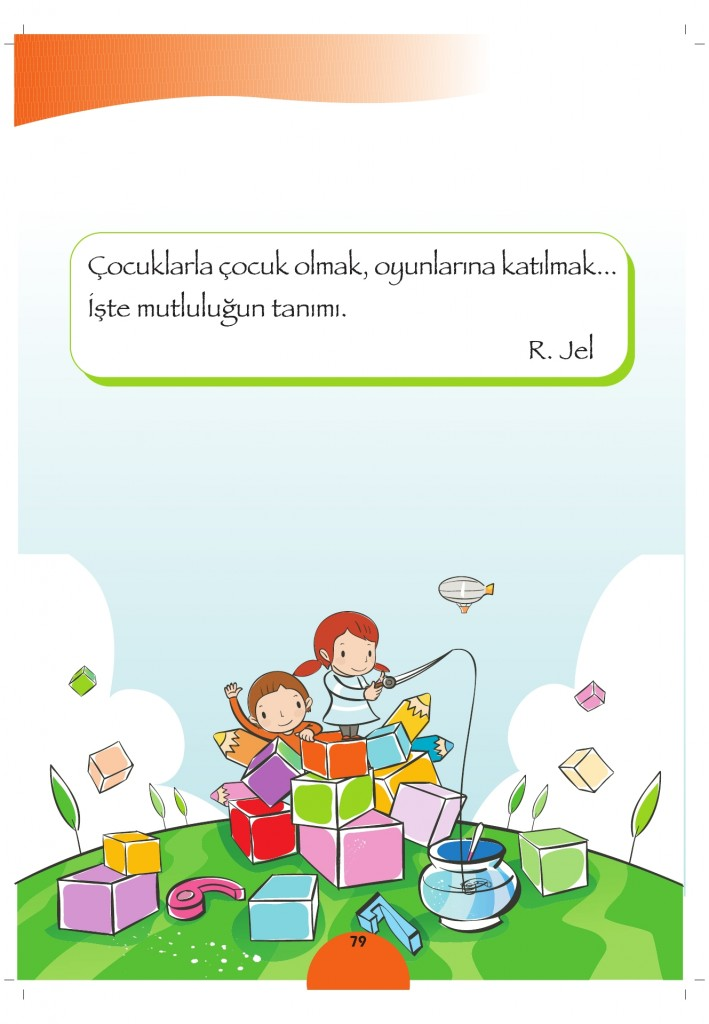 Çocuklarla çocuk olmak, oyunlarına katılmak...
İşte mutluluğun tanımı.
R. Jel
79